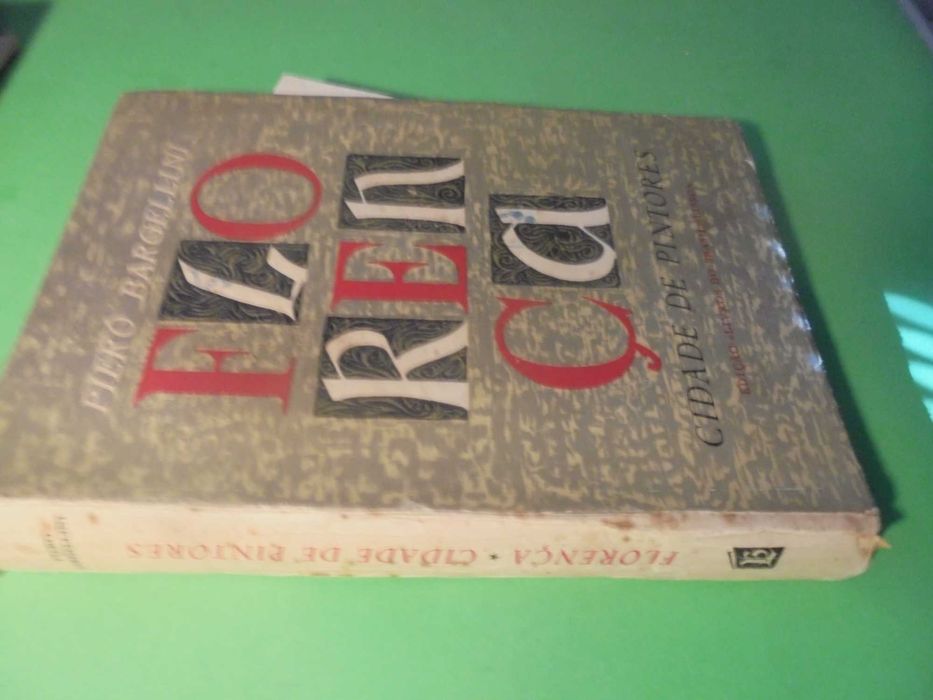 PIERO BARGELLINI
FLO
REN
ÇA
CIDADE DE PINTORES
FLORENÇA * CIDADE DE PINTORES